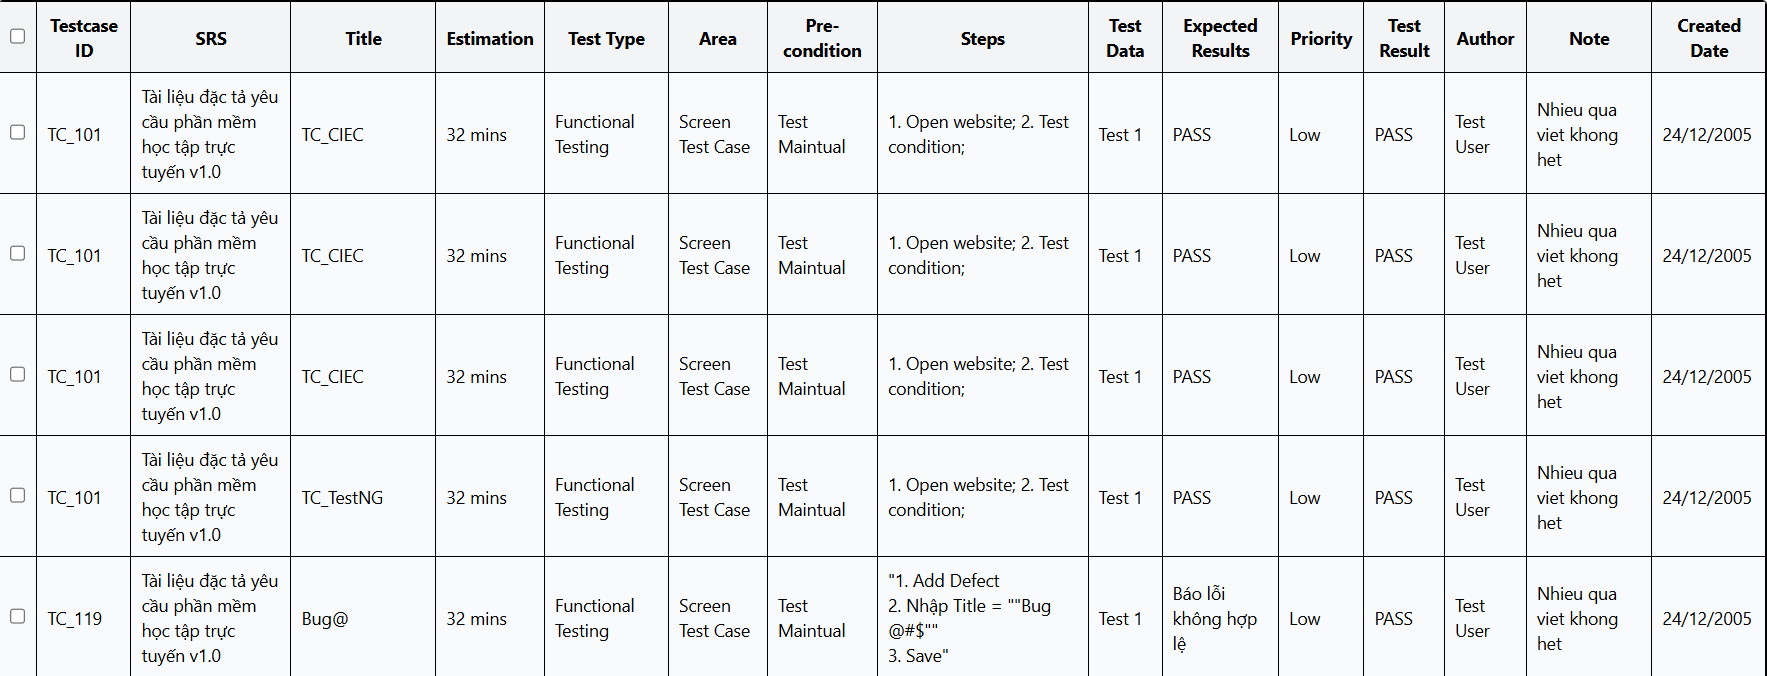 Testcase ID SRS Title Estimation Test Type Area Pre-condition Steps Test Data Expected Results Priority Test Result Author Note Created Date
TC_101 Tài liệu đặc tả yêu cầu phần mềm học tập trực tuyến v1.0 TC_CIEC 32 mins Functional Testing Screen Test Case Test Maintual 1. Open website; 2. Test condition; Test 1 PASS Low PASS Test User Nhieu qua viet khong het 24/12/2005
TC_101 Tài liệu đặc tả yêu cầu phần mềm học tập trực tuyến v1.0 TC_CIEC 32 mins Functional Testing Screen Test Case Test Maintual 1. Open website; 2. Test condition; Test 1 PASS Low PASS Test User Nhieu qua viet khong het 24/12/2005
TC_101 Tài liệu đặc tả yêu cầu phần mềm học tập trực tuyến v1.0 TC_CIEC 32 mins Functional Testing Screen Test Case Test Maintual 1. Open website; 2. Test condition; Test 1 PASS Low PASS Test User Nhieu qua viet khong het 24/12/2005
TC_101 Tài liệu đặc tả yêu cầu phần mềm học tập trực tuyến v1.0 TC_TestNG 32 mins Functional Testing Screen Test Case Test Maintual 1. Open website; 2. Test condition; Test 1 PASS Low PASS Test User Nhieu qua viet khong het 24/12/2005
TC_119 Tài liệu đặc tả yêu cầu phần mềm học tập trực tuyến v1.0 Bug@ 32 mins Functional Testing Screen Test Case Test Maintual "1. Add Defect 2. Nhập Title = ""Bug @#$"" 3. Save" Test 1 Báo lỗi không hợp lệ Low PASS Test User Nhieu qua viet khong het 24/12/2005